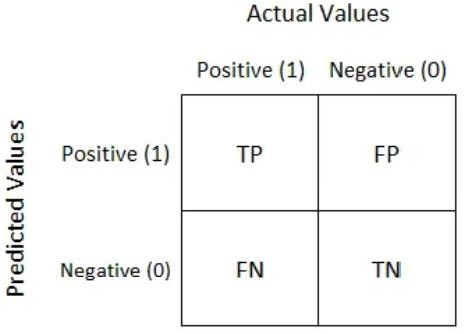 Actual Values
Positive (1) Negative (0)
Predicted Values
Positive (1) TP FP
Negative (0) FN TN